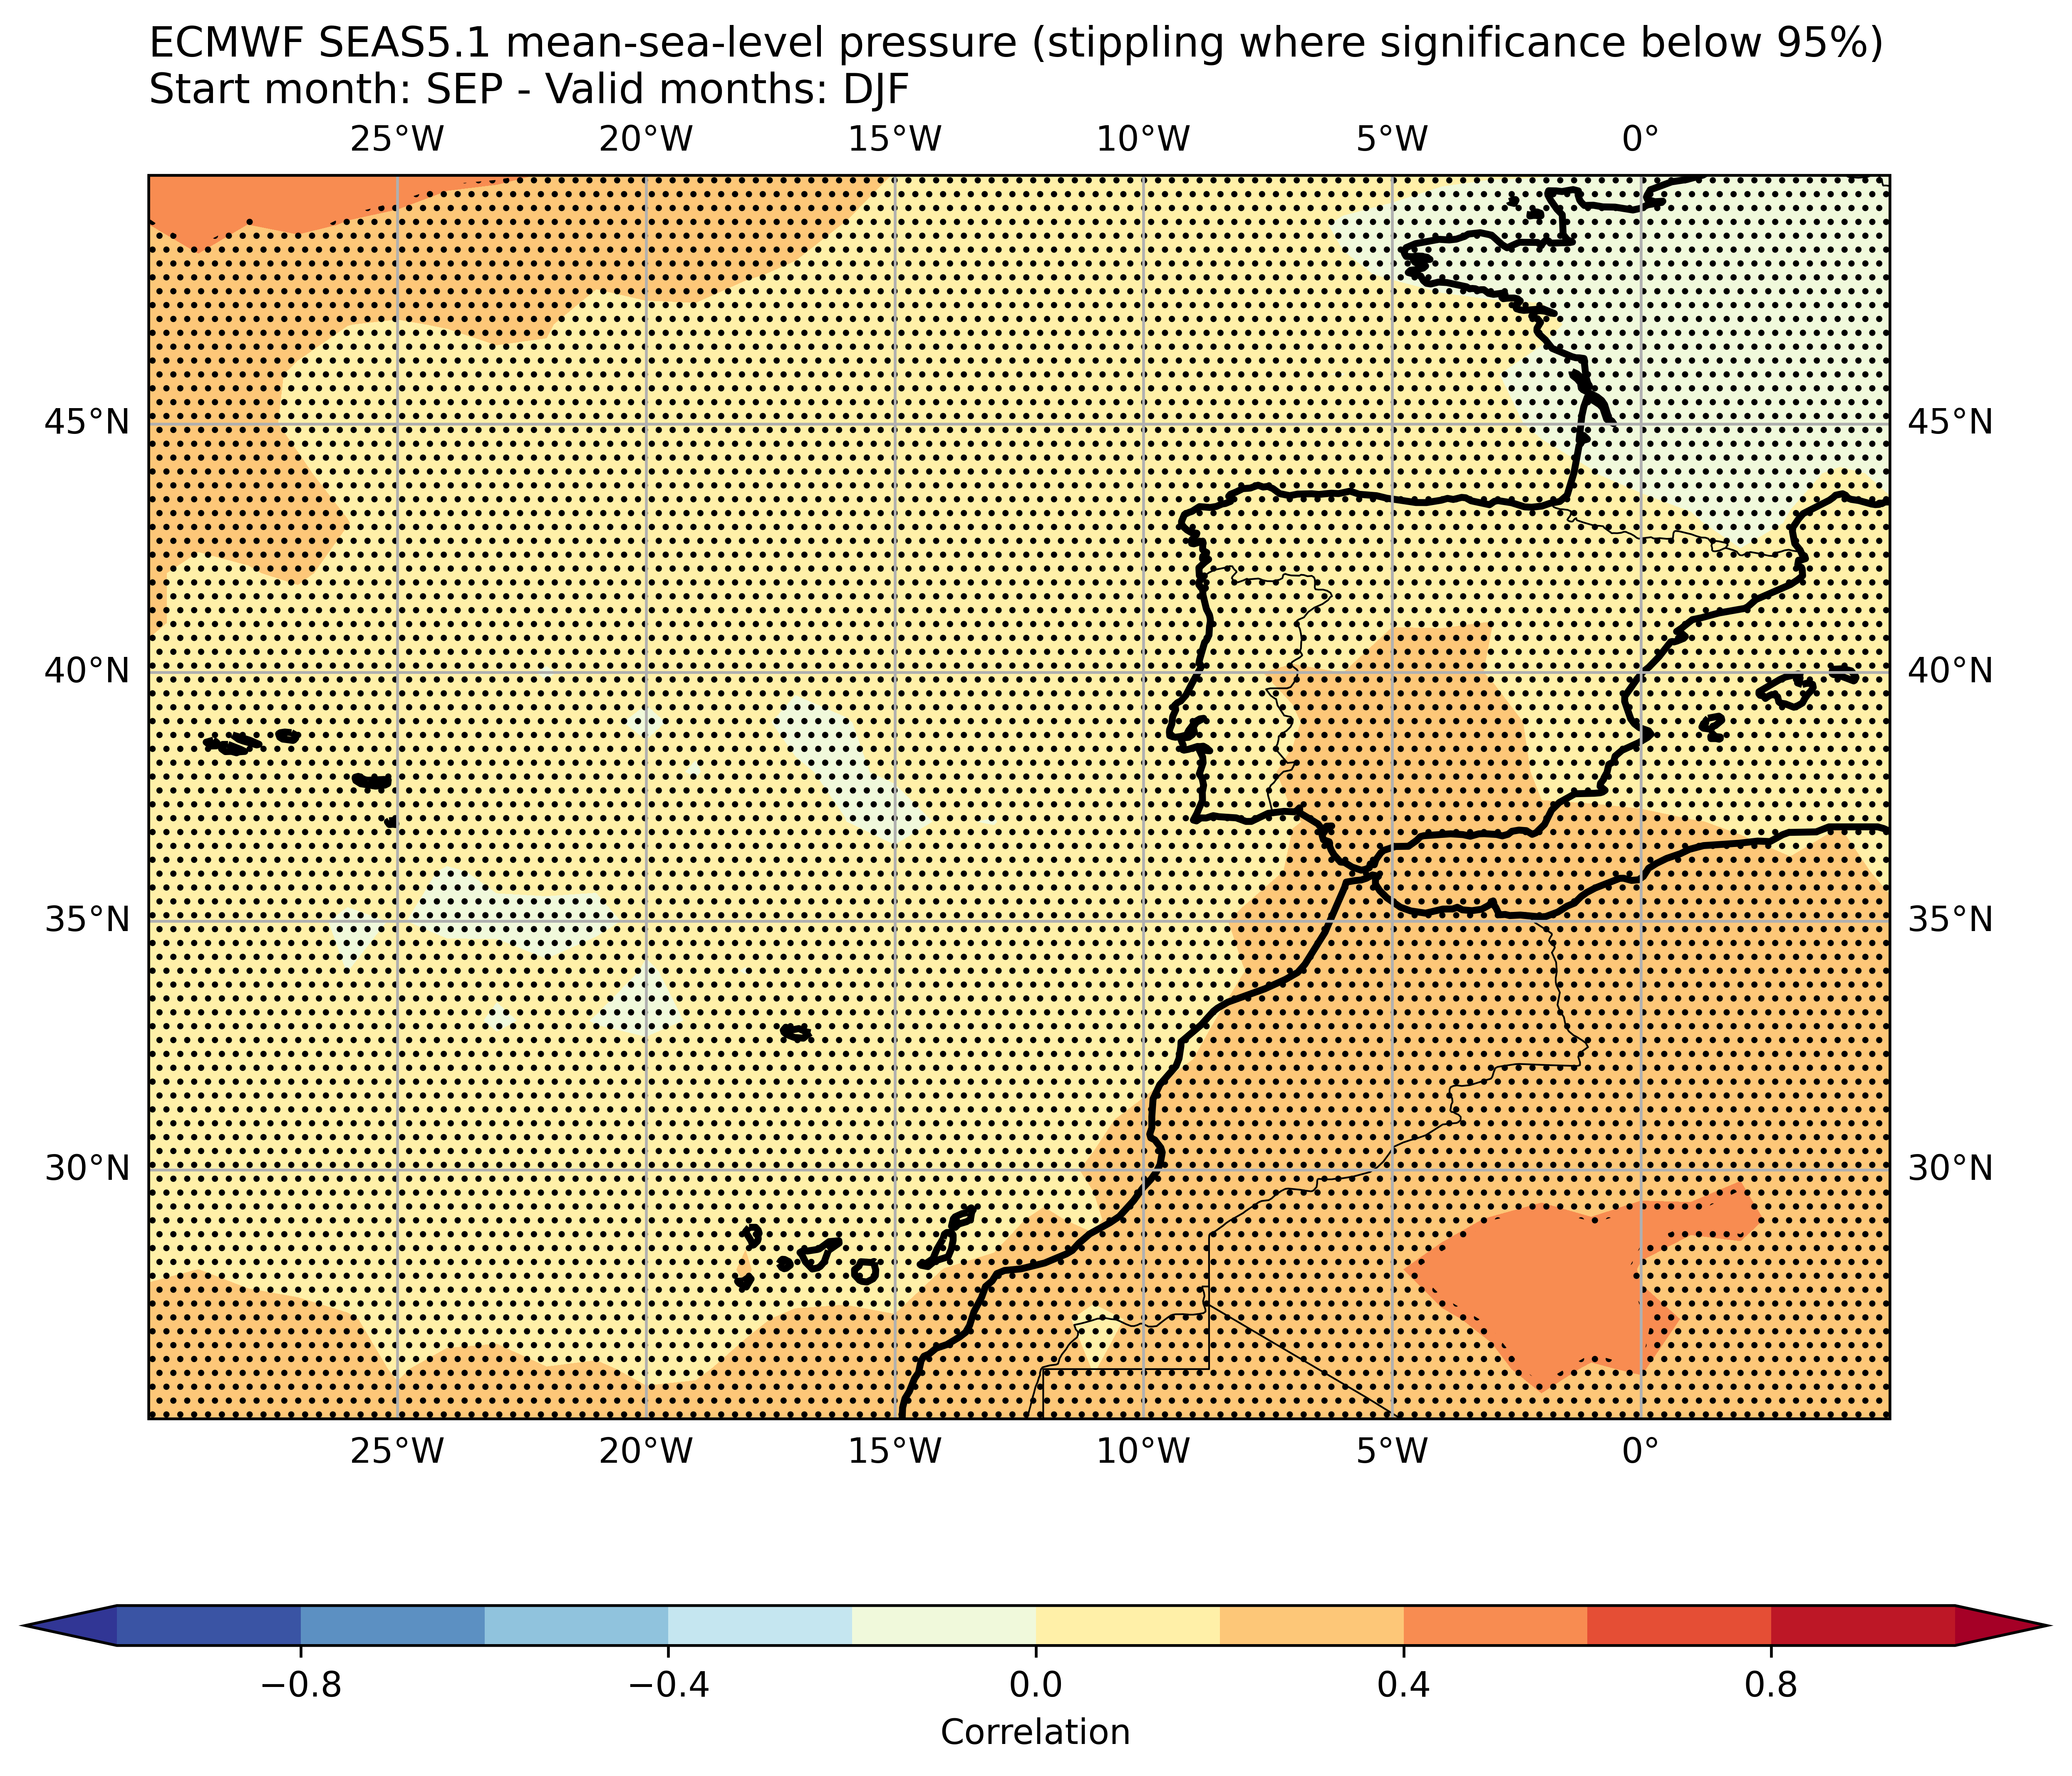 ECMWF SEAS5.1 mean-sea-level pressure (stippling where significance below 95%)
Start month: SEP - Valid months: DJF
25°W 20°W 15°W 10°W 5°W 0°
45°N 45°N
40°N 40°N
35°N 35°N
30°N 30°N
25°W 20°W 15°W 10°W 5°W 0°
−0.8 −0.4 0.0 0.4 0.8
Correlation